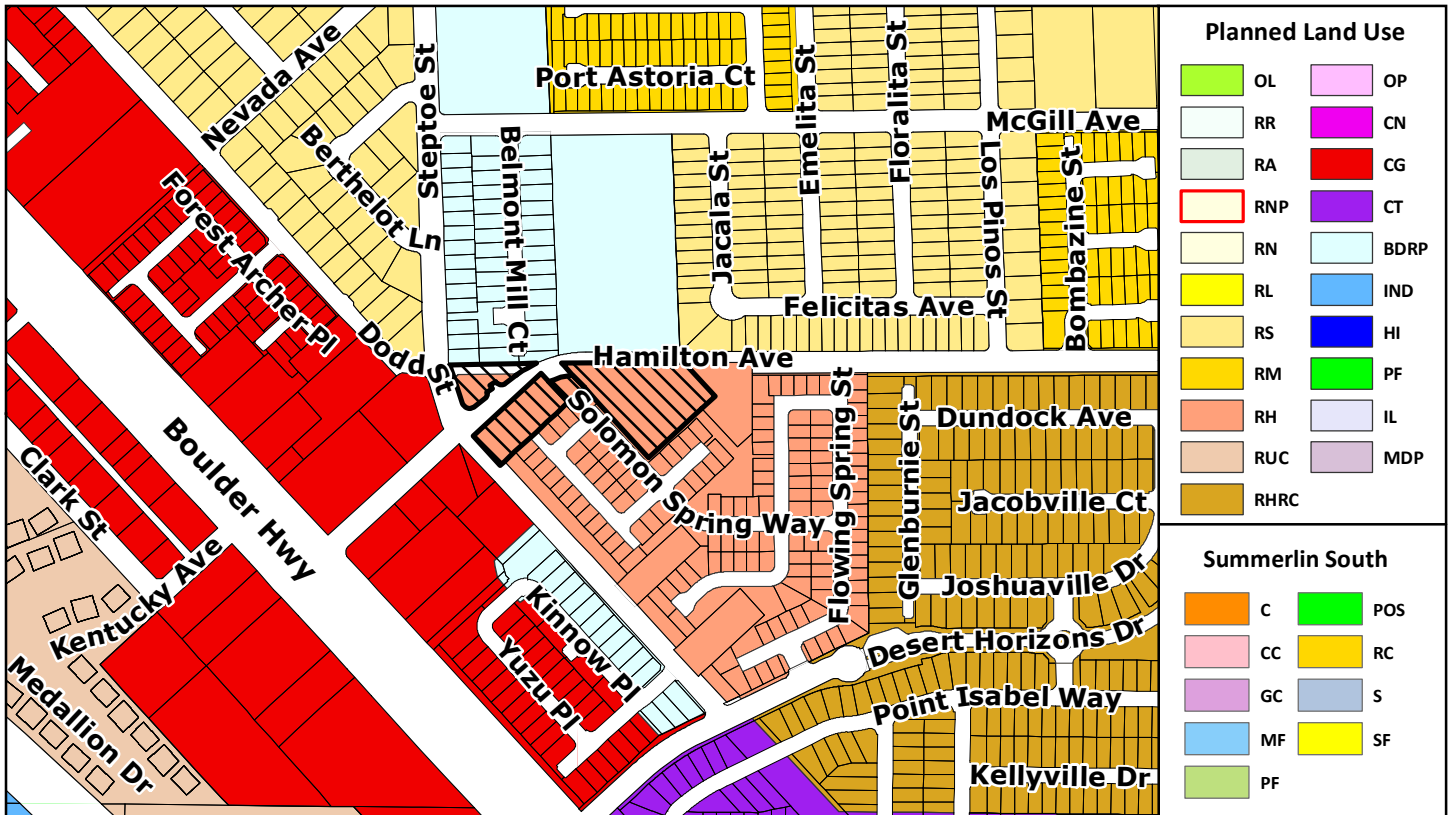 Nevada Ave
Steptoe St
Port Astoria Ct
Emelita St
Floralita St
McGill Ave
Berthelot Ln
Belmont Mill Ct
Jacala St
Los Pinos St
Bombazine St
Forest Archer Pl
Felicitas Ave
Dodd St
Hamilton Ave
Solomon Spring Way
Flowing Spring St
Glenburnie St
Dundock Ave
Jacobville Ct
Joshuaville Dr
Boulder Hwy
Clark St
Kentucky Ave
Medallion Dr
Kinnow Pl
Yuzu Pl
Desert Horizons Dr
Point Isabel Way
Kellyville Dr
Planned Land Use
OL
OP
RR
CN
RA
CG
RNP
CT
RN
BDRP
RL
IND
RS
HI
RM
PF
RH
IL
RUC
MDP
RHRC
Summerlin South
C
POS
CC
RC
GC
S
MF
SF
PF